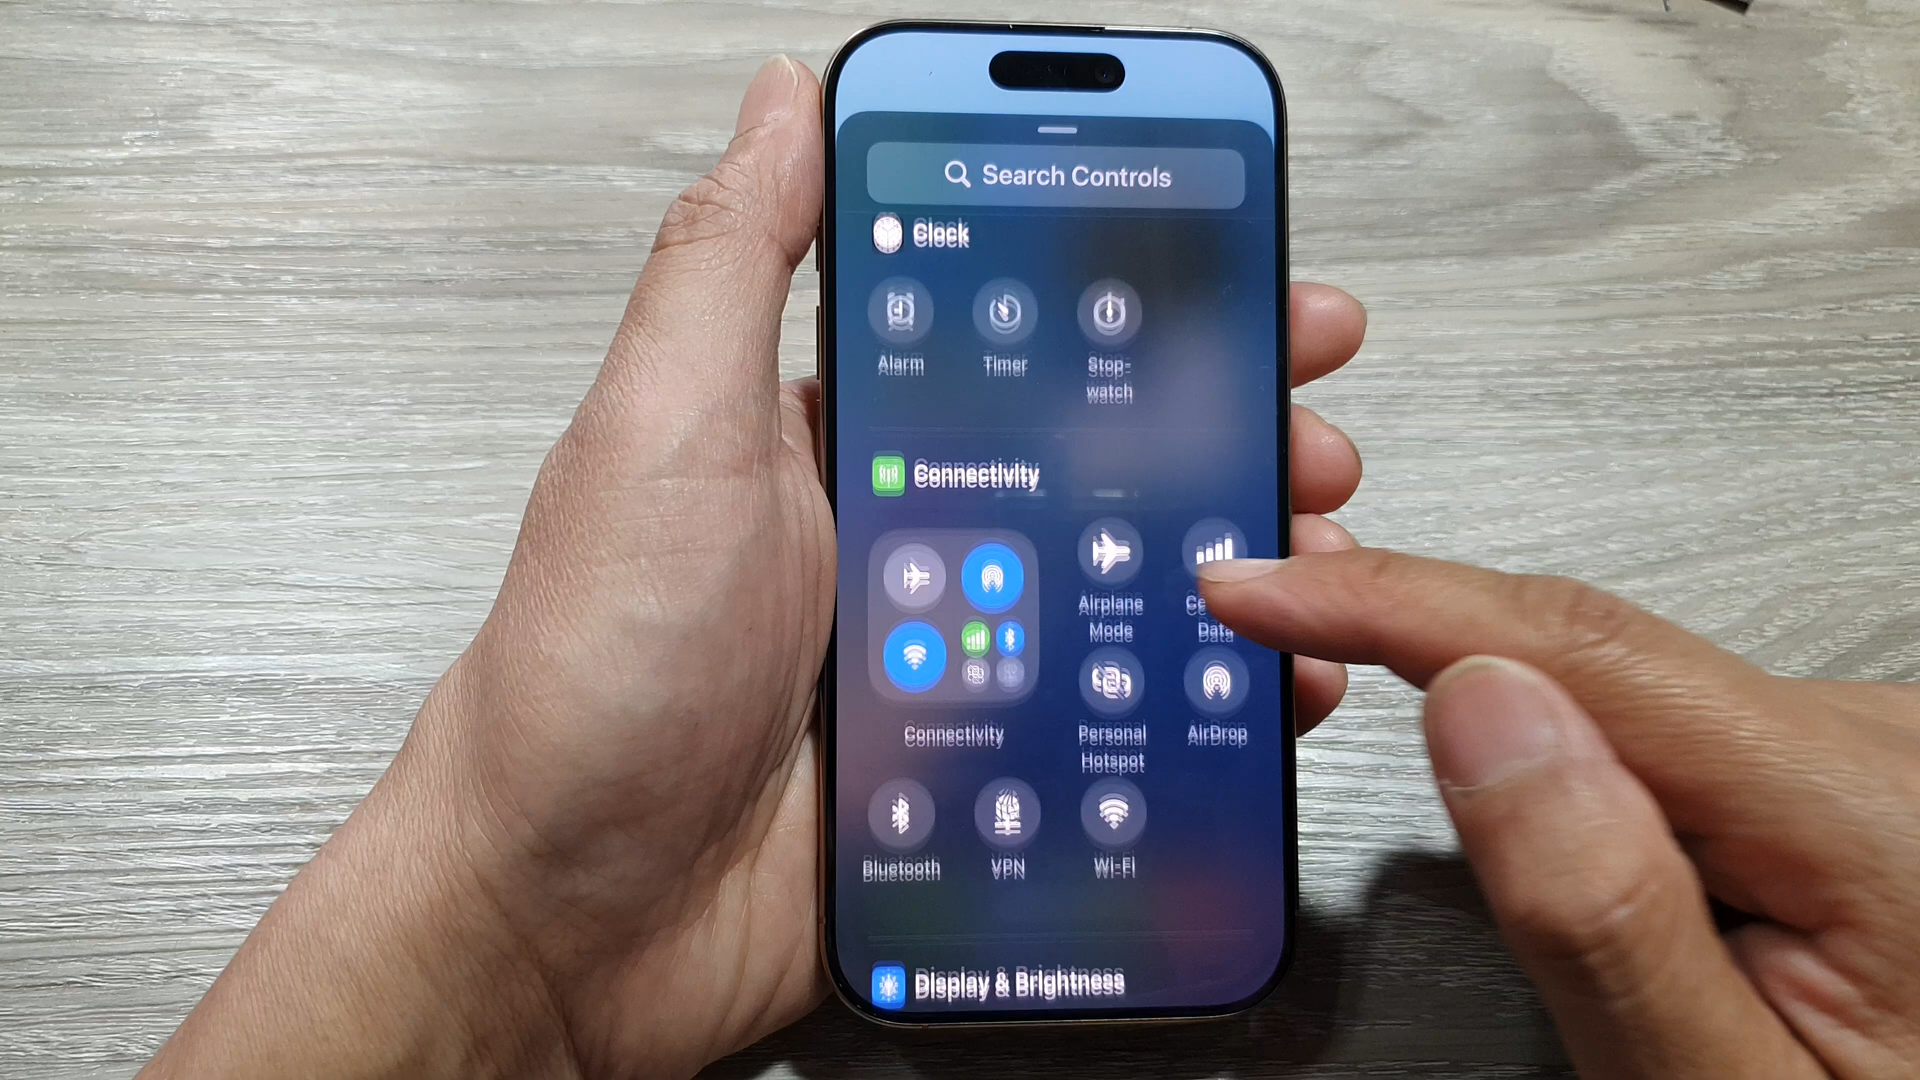 Search Controls
Clock
Alarm Timer Stop-
watch
Connectivity
Airplane
Mode
Data
Connectivity
Personal
Hotspot
AirDrop
Bluetooth VPN Wi-Fi
Display & Brightness